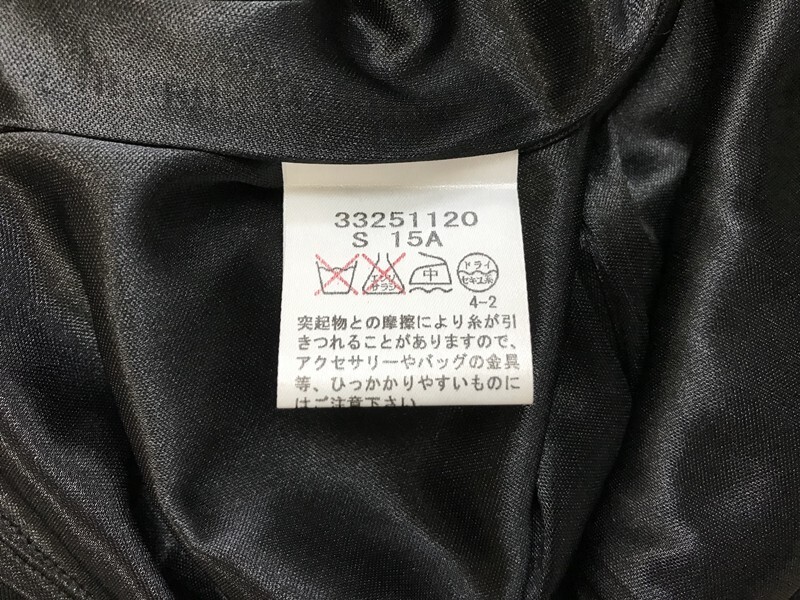 33251120
S 15A
エンソ サラシ 中 ドライ セキユ系
4-2
突起物との摩擦により糸が引
きつれることがありますので、
アクセサリーやバッグの金具
等、ひっかかりやすいものに
はご注意下さい